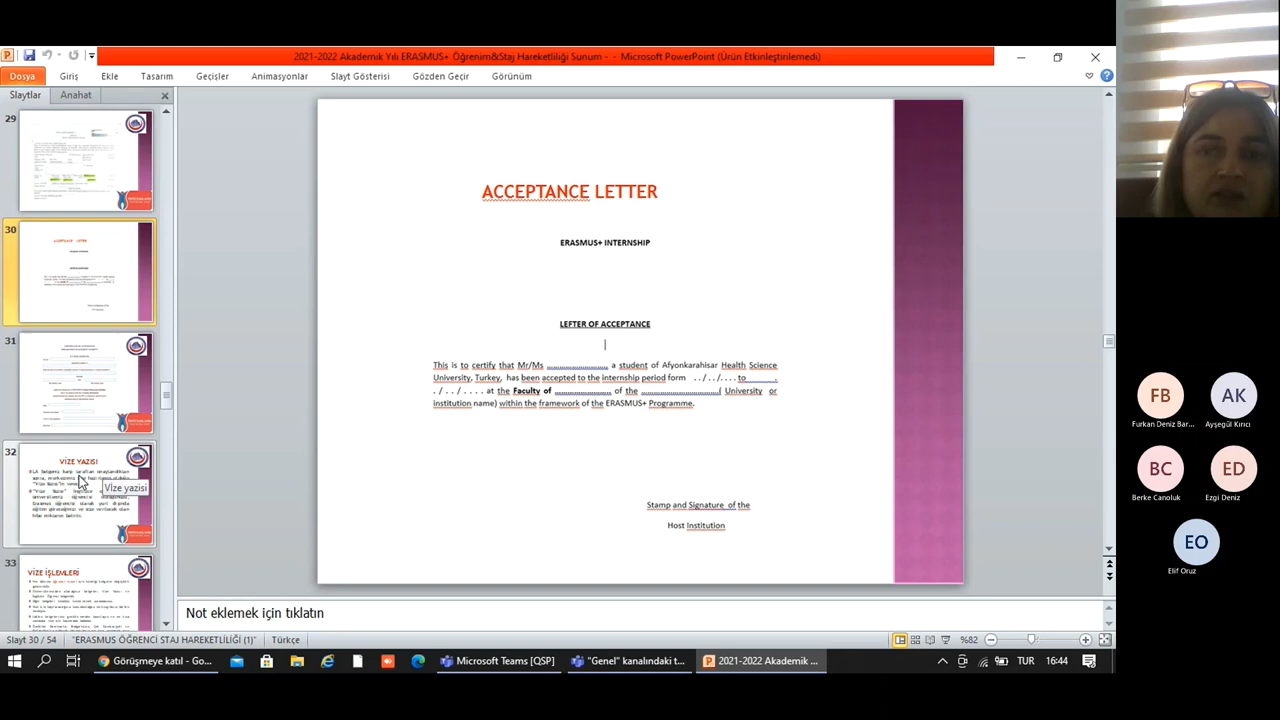 2021-2022 Akademik Yılı ERASMUS+ Öğrenim&Staj Hareketliliği Sunum - - Microsoft PowerPoint (Ürün Etkinleştirilemedi)
Dosya Giriş Ekle Tasarım Geçişler Animasyonlar Slayt Gösterisi Gözden Geçir Görünüm
Slaytlar Anahat
29
30
31
32
VİZE YAZISI
Vİze yazisi
33
VİZE İŞLEMLERİ
ACCEPTANCE LETTER
ERASMUS+ INTERNSHIP
LEFTER OF ACCEPTANCE
This is to certify that Mr/Ms ........................ a student of Afyonkarahisar Health Science
University, Turkey, has been accepted to the internship period form . ./. ./. . . . to
. /. . / . . . . at the Faculty of ...................... of the ..............................( University or
institution name) within the framework of the ERASMUS+ Programme.
Stamp and Signature of the
Host Institution
Not eklemek için tıklatın
Slayt 30 / 54 "ERASMUS ÖĞRENCİ STAJ HAREKETLİLİĞİ (1)" Türkçe %82
Görüşmeye katıl - Go... Microsoft Teams [QSP] "Genel" kanalındaki t... 2021-2022 Akademik ... TUR 16:44
FB AK
Furkan Deniz Bar... Ayşegül Kırıcı
BC ED
Berke Canoluk Ezgi Deniz
EO
Elif Oruz